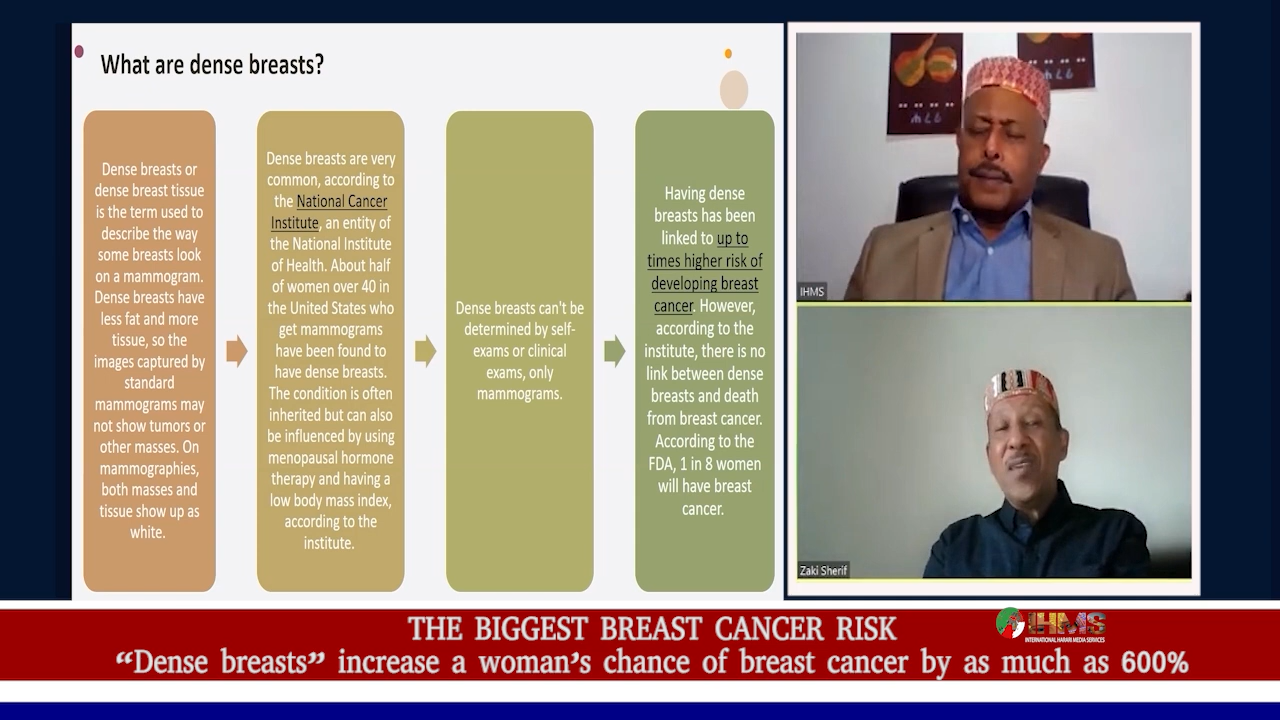 What are dense breasts?
Dense breasts or
dense breast tissue
is the term used to
describe the way
some breasts look
on a mammogram.
Dense breasts have
less fat and more
tissue, so the
images captured by
standard
mammograms may
not show tumors or
other masses. On
mammographies,
both masses and
tissue show up as
white.
Dense breasts are very
common, according to
the National Cancer
Institute, an entity of
the National Institute
of Health. About half
of women over 40 in
the United States who
get mammograms
have been found to
have dense breasts.
The condition is often
inherited but can also
be influenced by using
menopausal hormone
therapy and having a
low body mass index,
according to the
institute.
Dense breasts can't be
determined by self-
exams or clinical
exams, only
mammograms.
Having dense
breasts has been
linked to up to
times higher risk of
developing breast
cancer. However,
according to the
institute, there is no
link between dense
breasts and death
from breast cancer.
According to the
FDA, 1 in 8 women
will have breast
cancer.
IHMS
Zaki Sherif
THE BIGGEST BREAST CANCER RISK
IHMS
INTERNATIONAL HARARI MEDIA SERVICES
“Dense breasts” increase a woman’s chance of breast cancer by as much as 600%